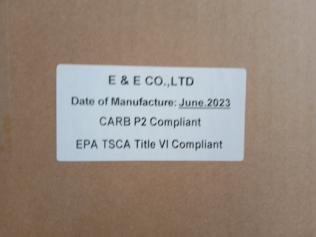 E & E CO.,LTD
Date of Manufacture: June.2023
CARB P2 Compliant
EPA TSCA Title VI Compliant